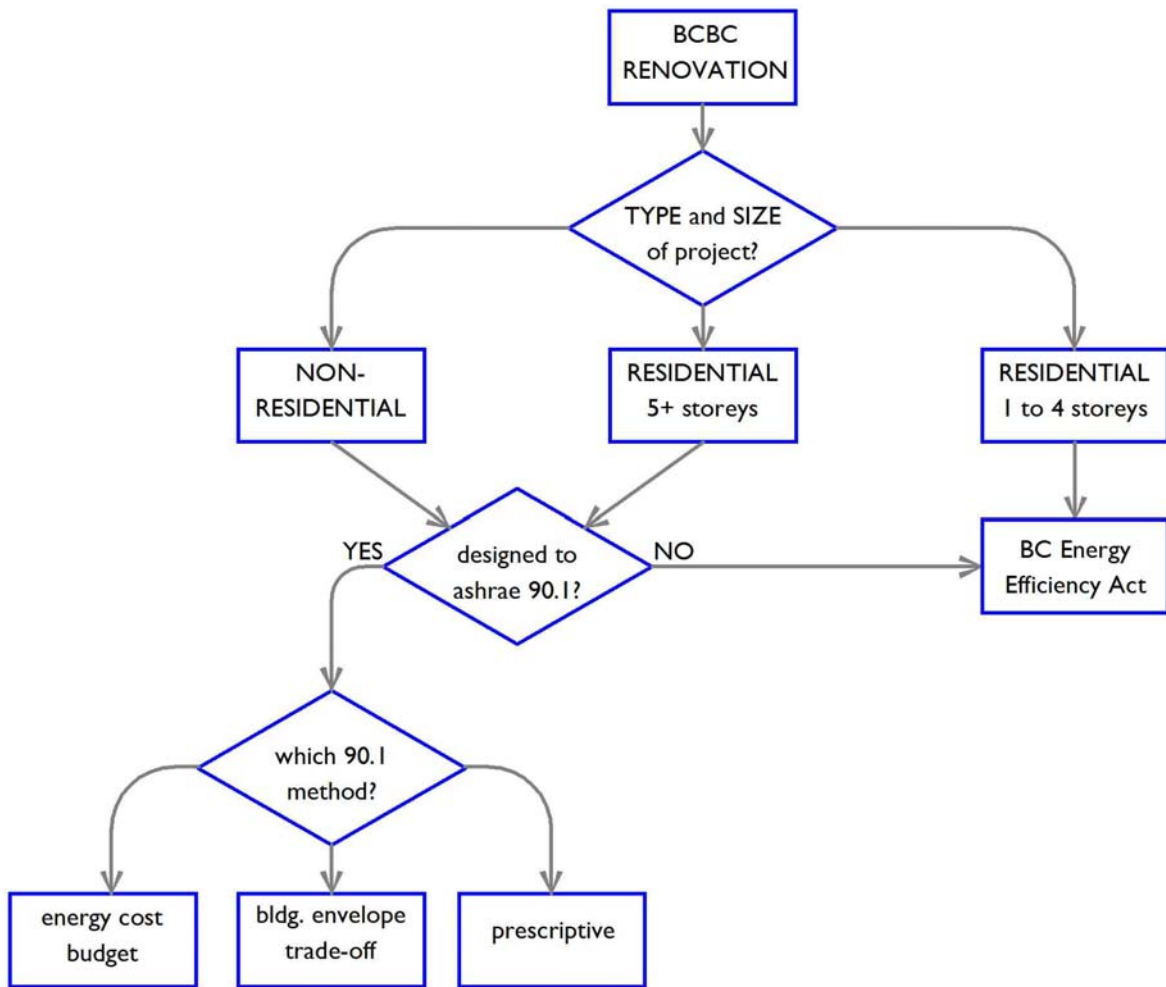 BCBC
RENOVATION
TYPE and SIZE
of project?
NON-
RESIDENTIAL
RESIDENTIAL
5+ storeys
RESIDENTIAL
1 to 4 storeys
YES
designed to
ashrae 90.1?
NO
BC Energy
Efficiency Act
which 90.1
method?
energy cost
budget
bldg. envelope
trade-off
prescriptive